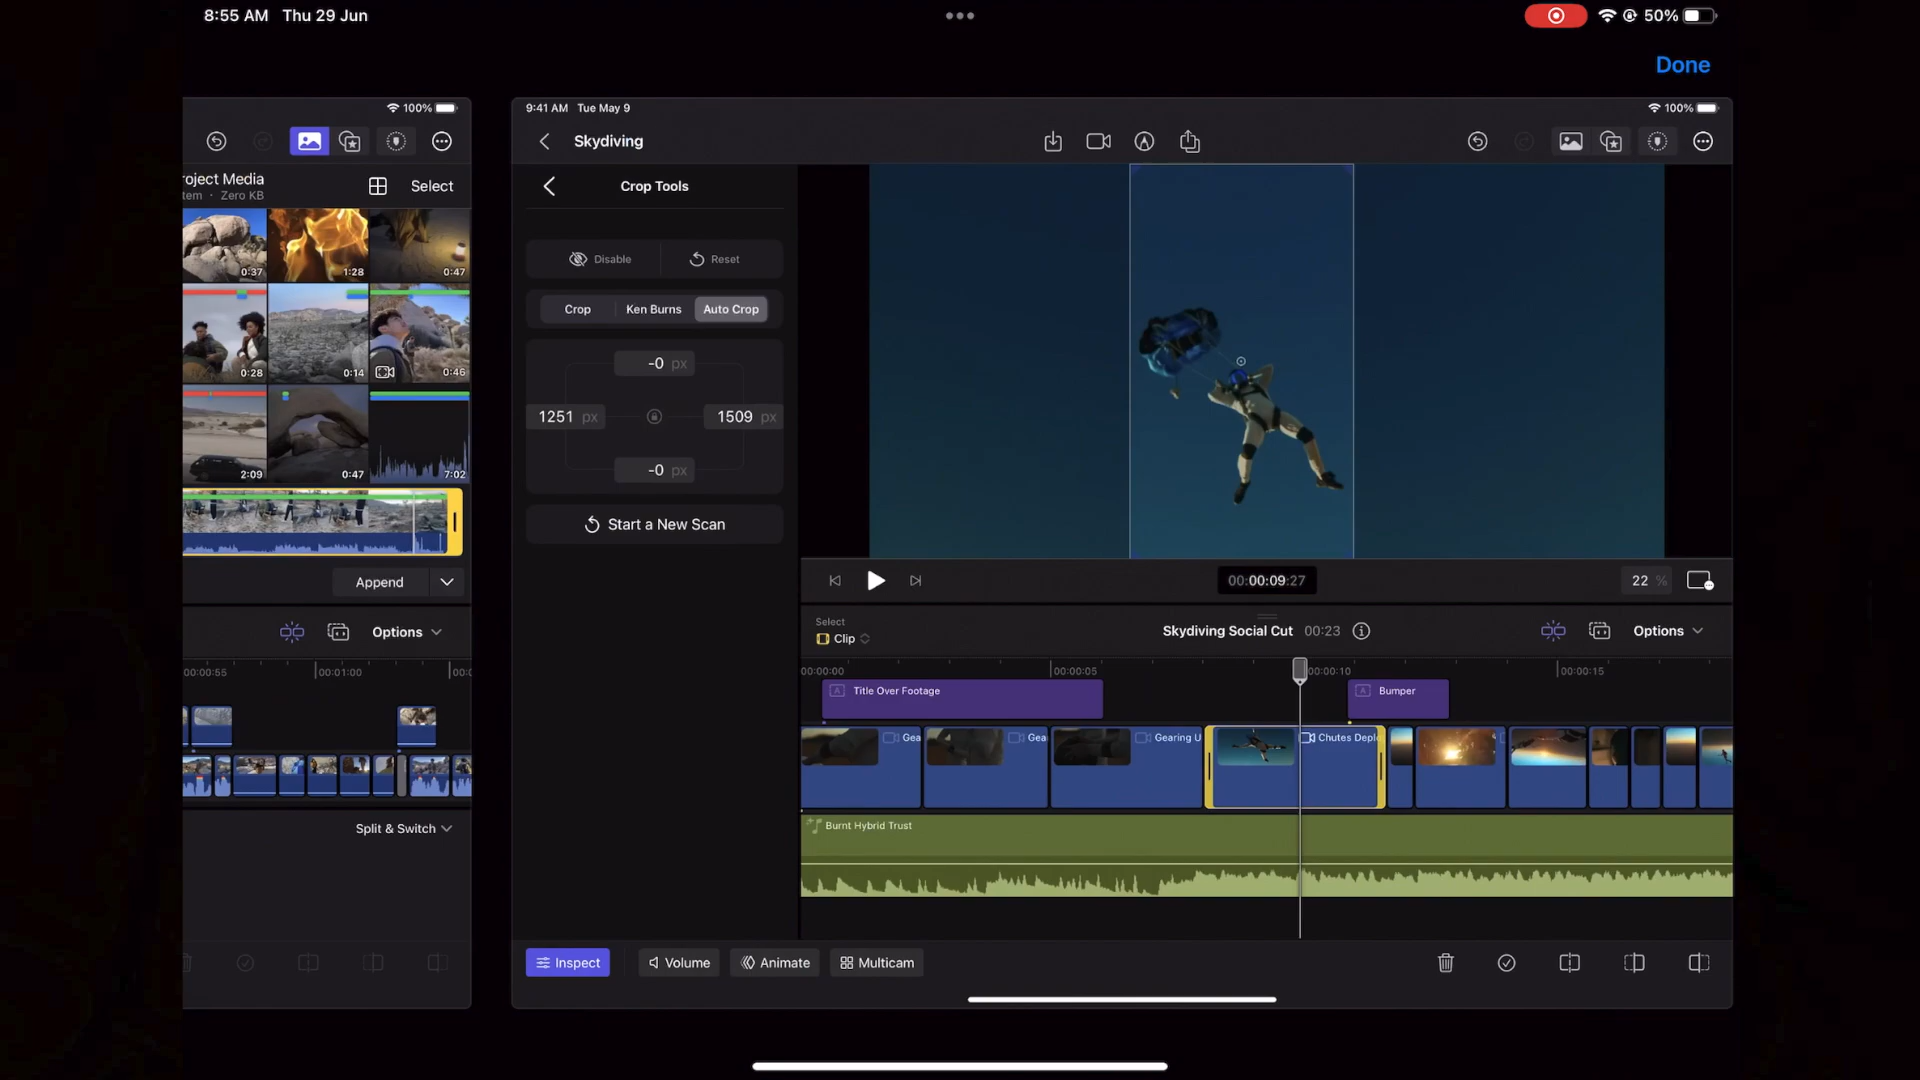 8:55 AM Thu 29 Jun
50%
Done
100%
oject Media
tem · Zero KB
Select
0:37
1:28
0:47
0:28
0:14
0:46
2:09
0:47
7:02
Append
Options
00:00:55
00:01:00
00:0
Split & Switch
9:41 AM Tue May 9
100%
Skydiving
Crop Tools
Disable
Reset
Crop
Ken Burns
Auto Crop
-0 px
1251 px
1509 px
-0 px
Start a New Scan
00:00:09:27
22 %
Select
Clip
Skydiving Social Cut 00:23
Options
00:00:00
00:00:05
00:00:10
00:00:15
Title Over Footage
Bumper
Gea
Gea
Gearing U
Chutes Depl
Burnt Hybrid Trust
Inspect
Volume
Animate
Multicam